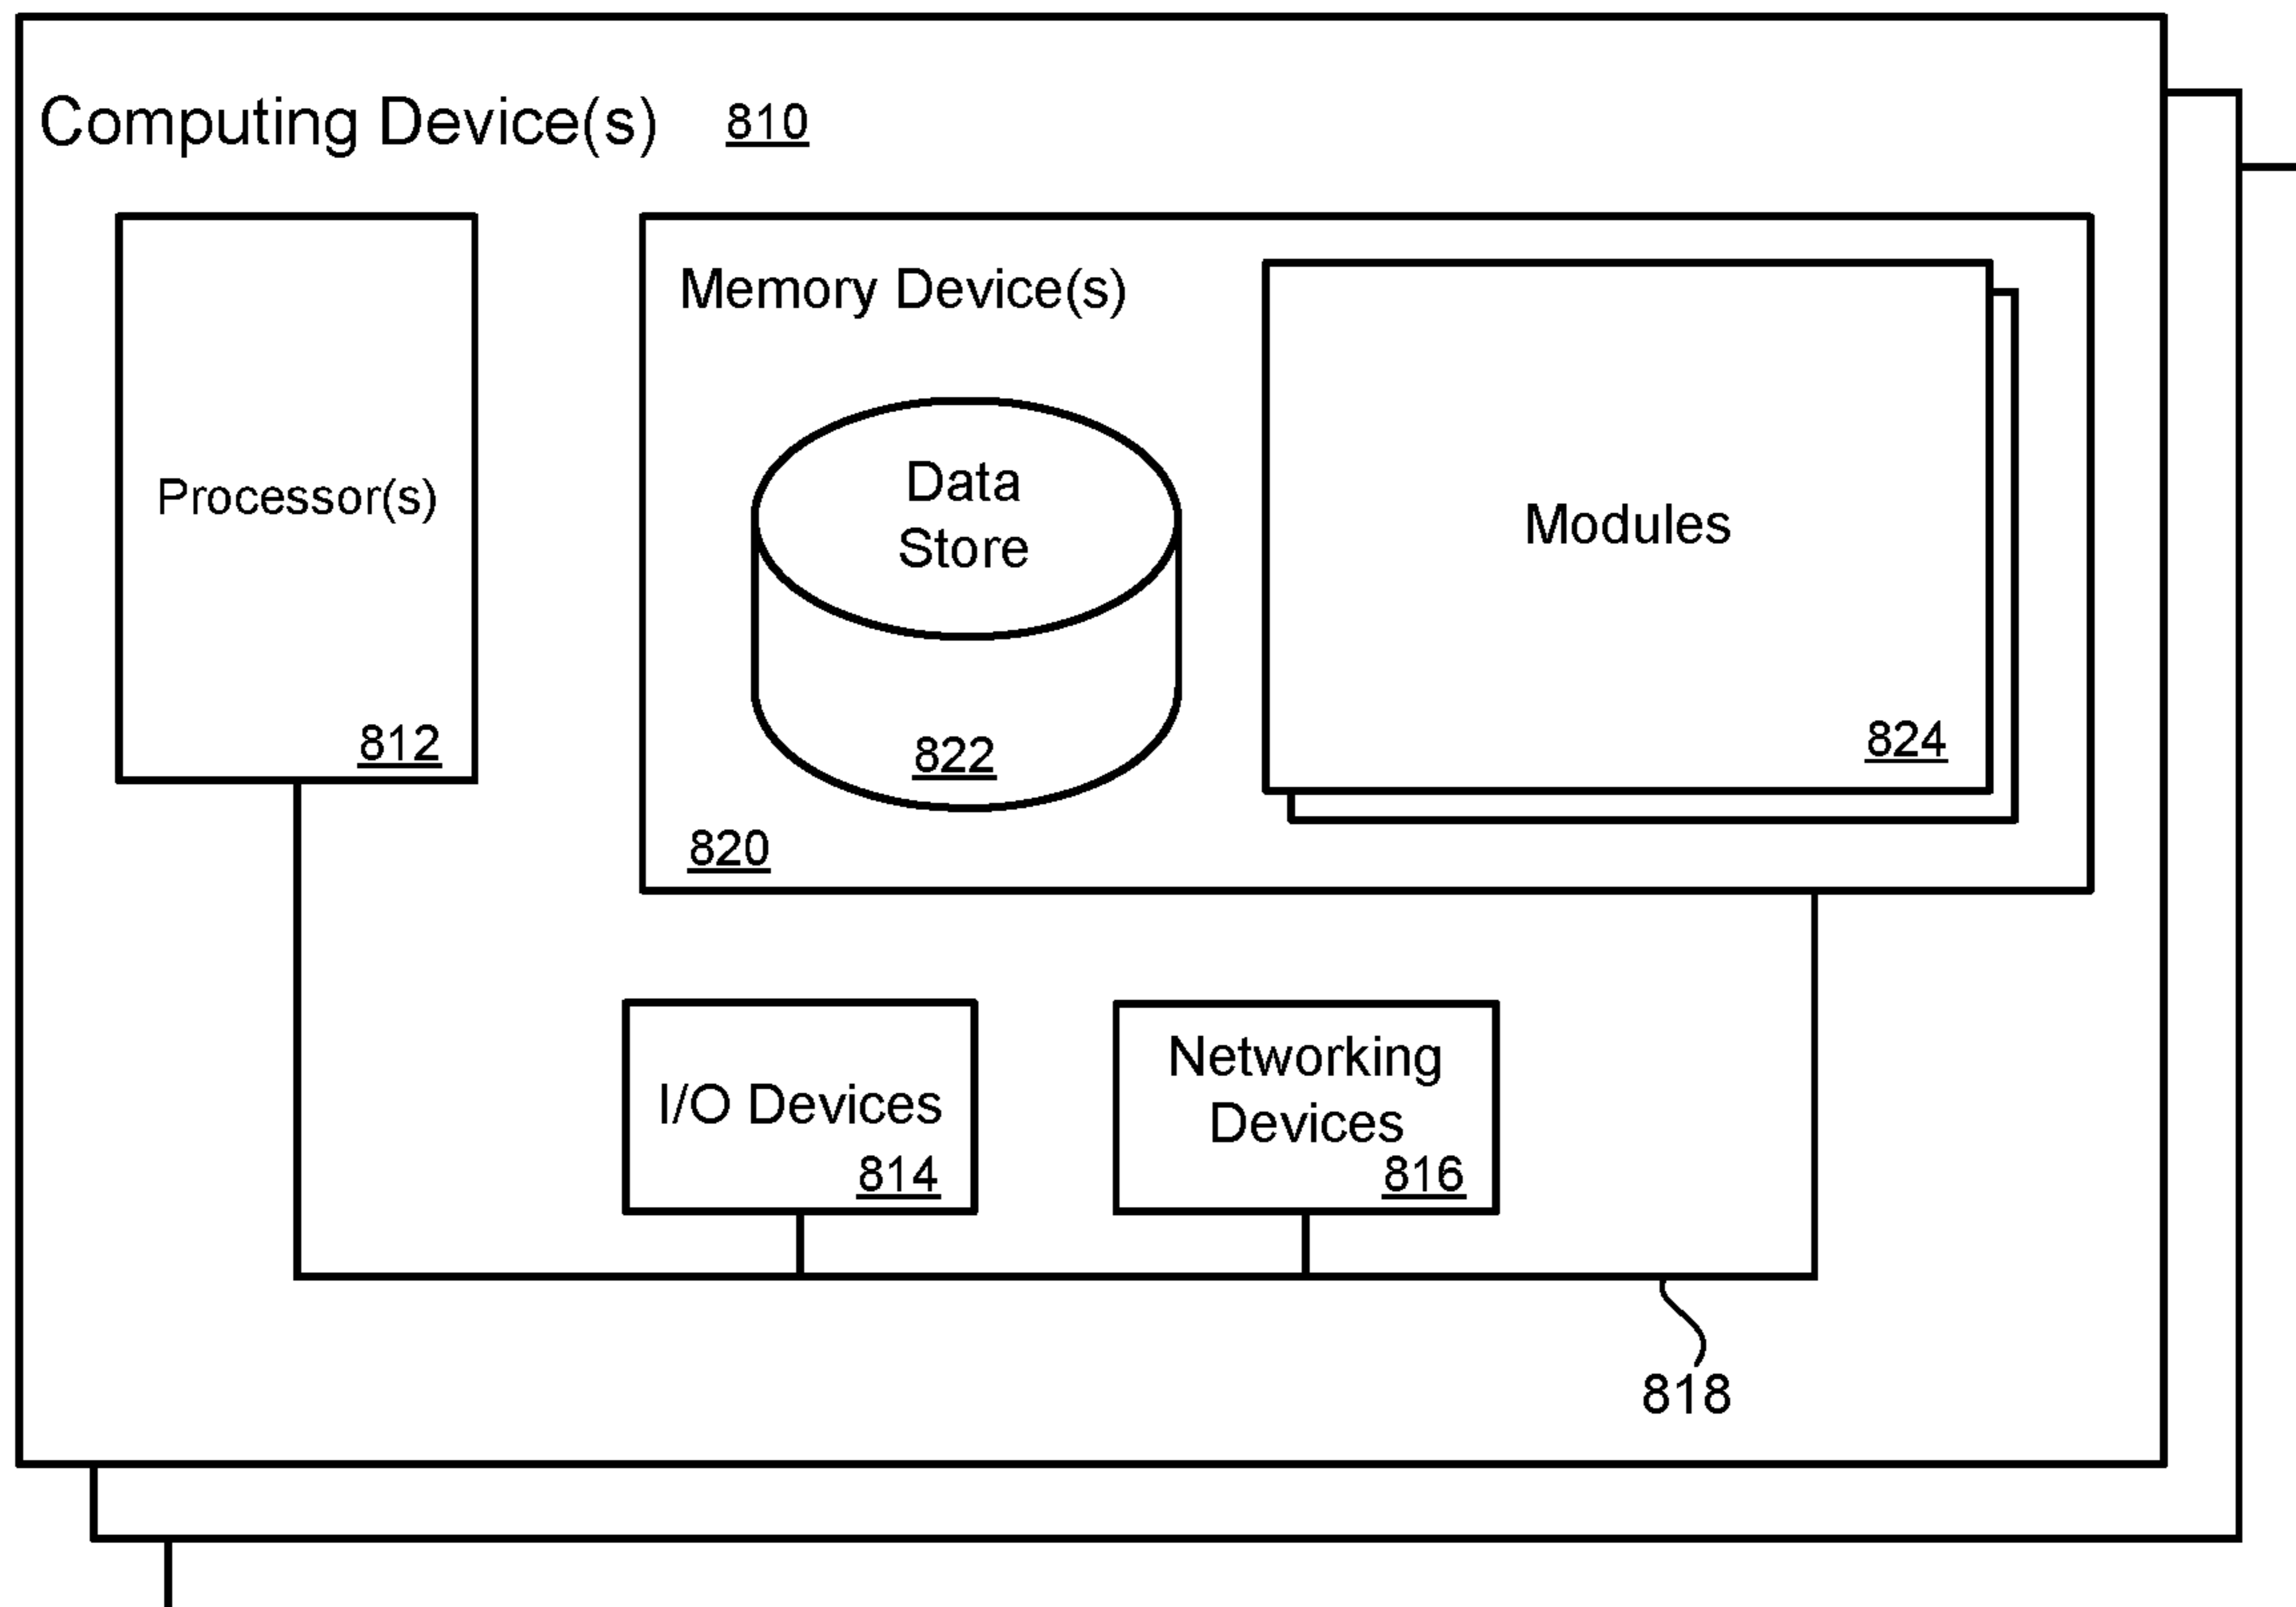 Computing Device(s) 810
Processor(s)
812
Memory Device(s)
Data
Store
822
820
Modules
824
I/O Devices
814
Networking
Devices
816
818